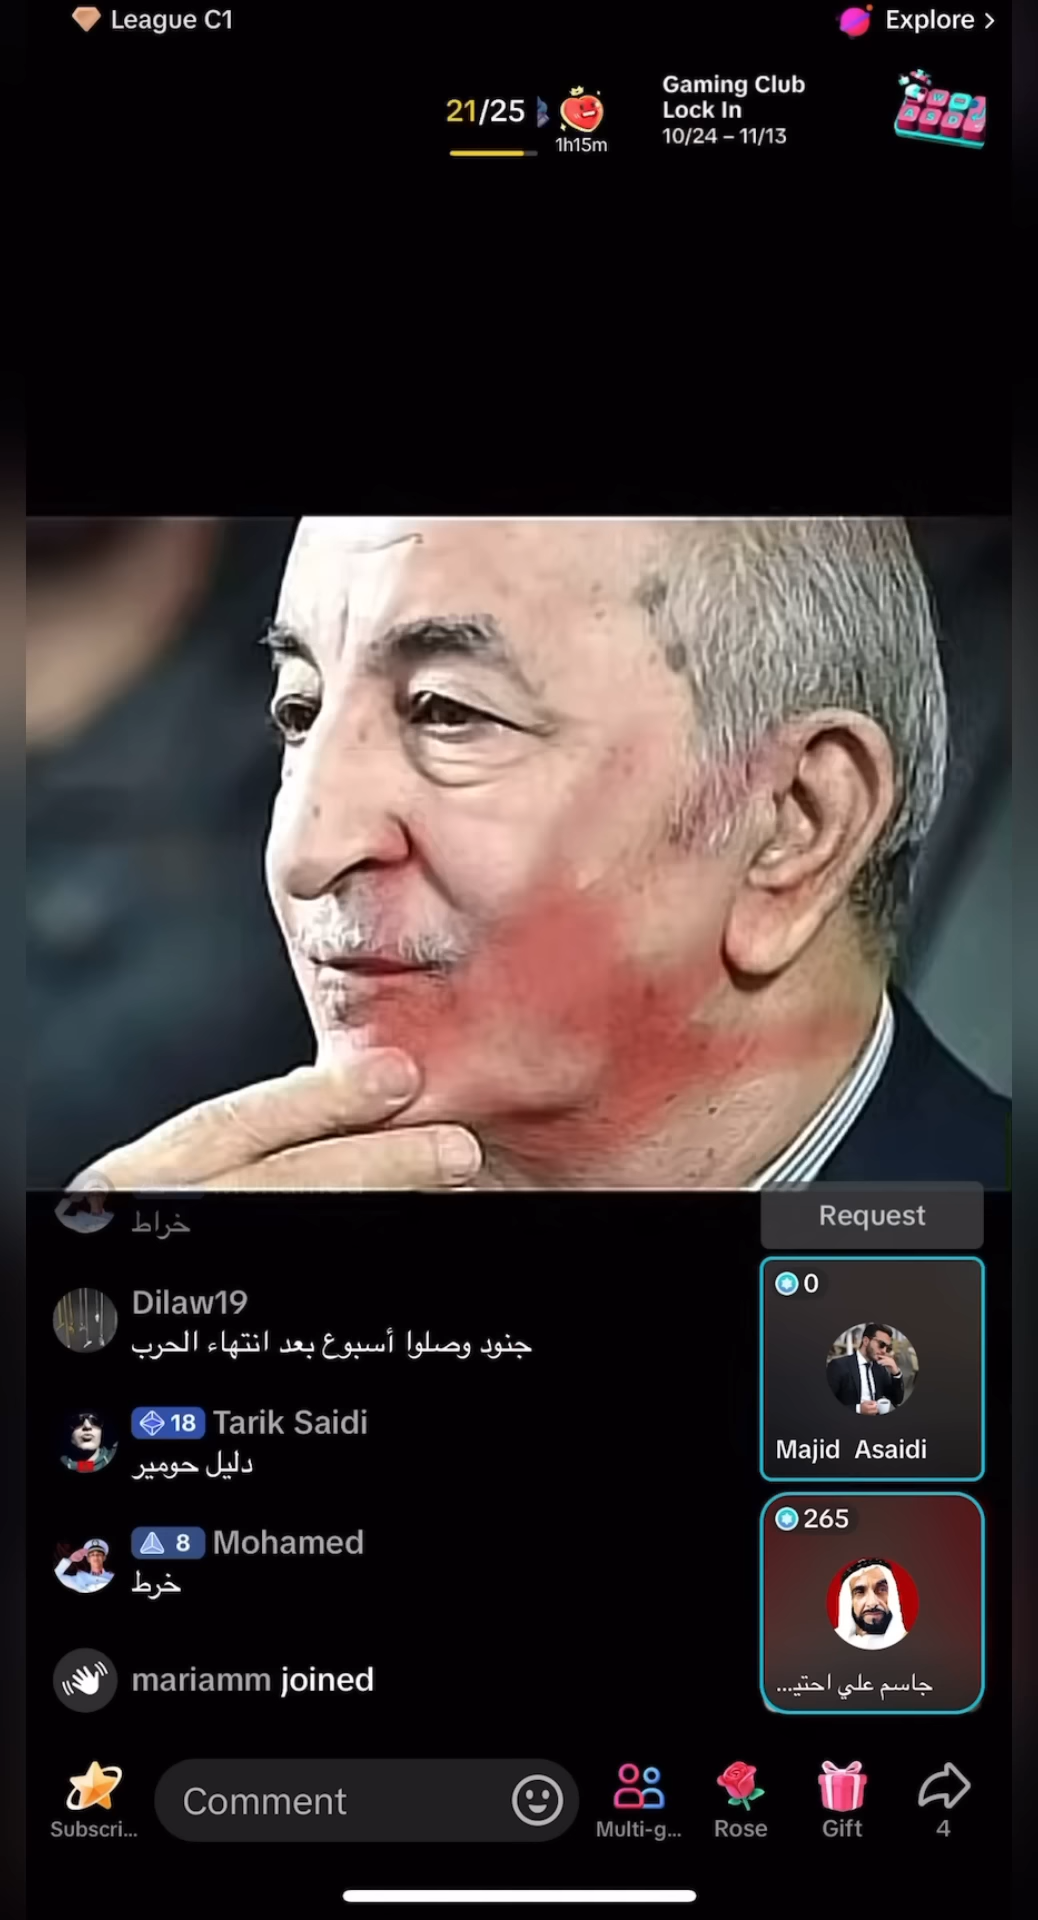 League C1
Explore >
21/25
1h15m
Gaming Club
Lock In
10/24 – 11/13
خراط
Request
Dilaw19
جنود وصلوا أسبوع بعد انتهاء الحرب
0
Majid Asaidi
18 Tarik Saidi
دليل حومير
8 Mohamed
خرط
265
جاسم علي احتيـ...
mariamm joined
Comment
Subscri...
Multi-g...
Rose
Gift
4